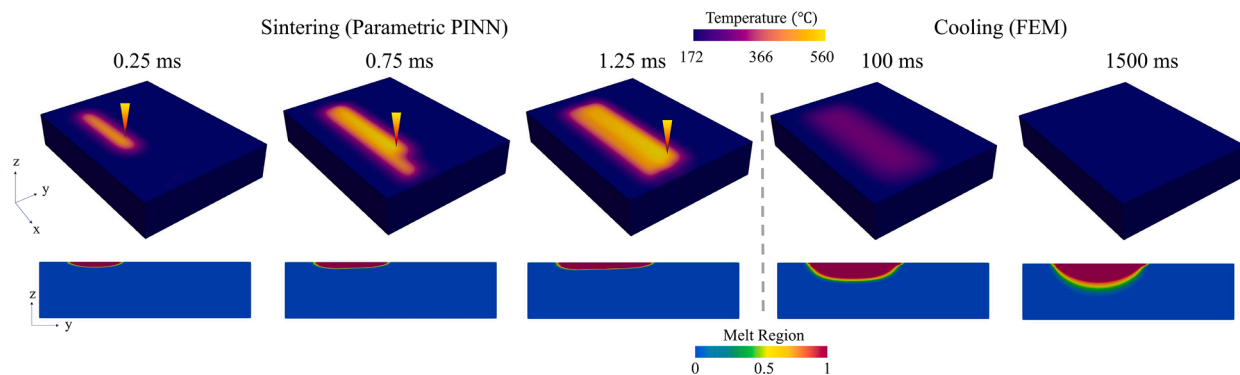 Sintering (Parametric PINN)
Temperature (℃)
172 366 560
Cooling (FEM)
0.25 ms 0.75 ms 1.25 ms 100 ms 1500 ms
z
y
x
z
y
Melt Region
0 0.5 1